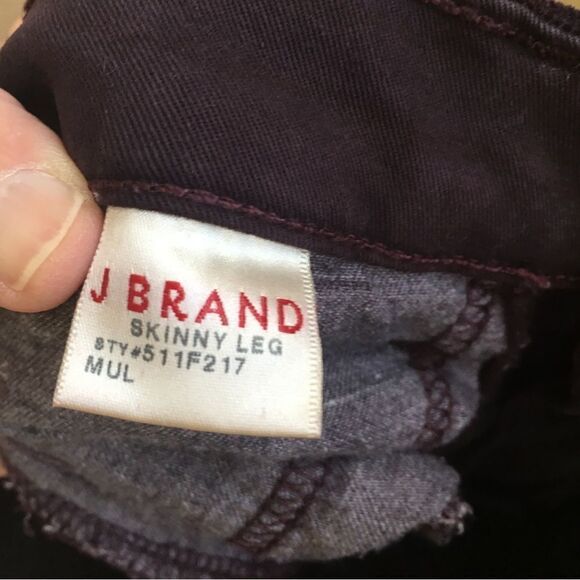 J BRAND
SKINNY LEG
STY#511F217
MUL